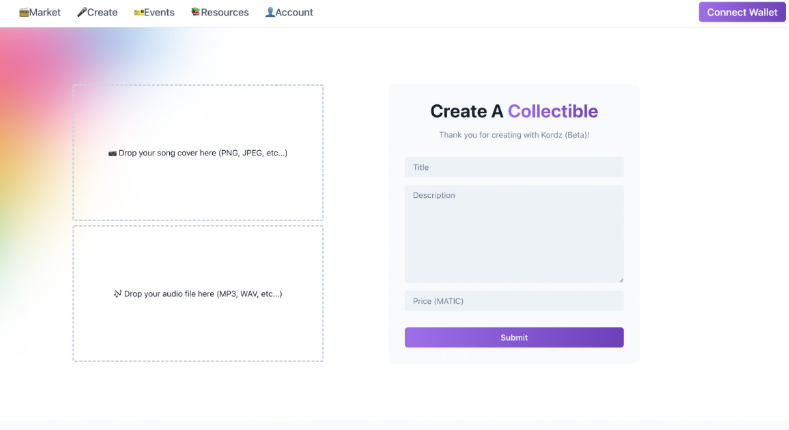 Market Create Events Resources Account Connect Wallet
Drop your song cover here (PNG, JPEG, etc...)
Drop your audio file here (MP3, WAV, etc...)
Create A Collectible
Thank you for creating with Kordz (Beta)!
Title
Description
Price (MATIC)
Submit